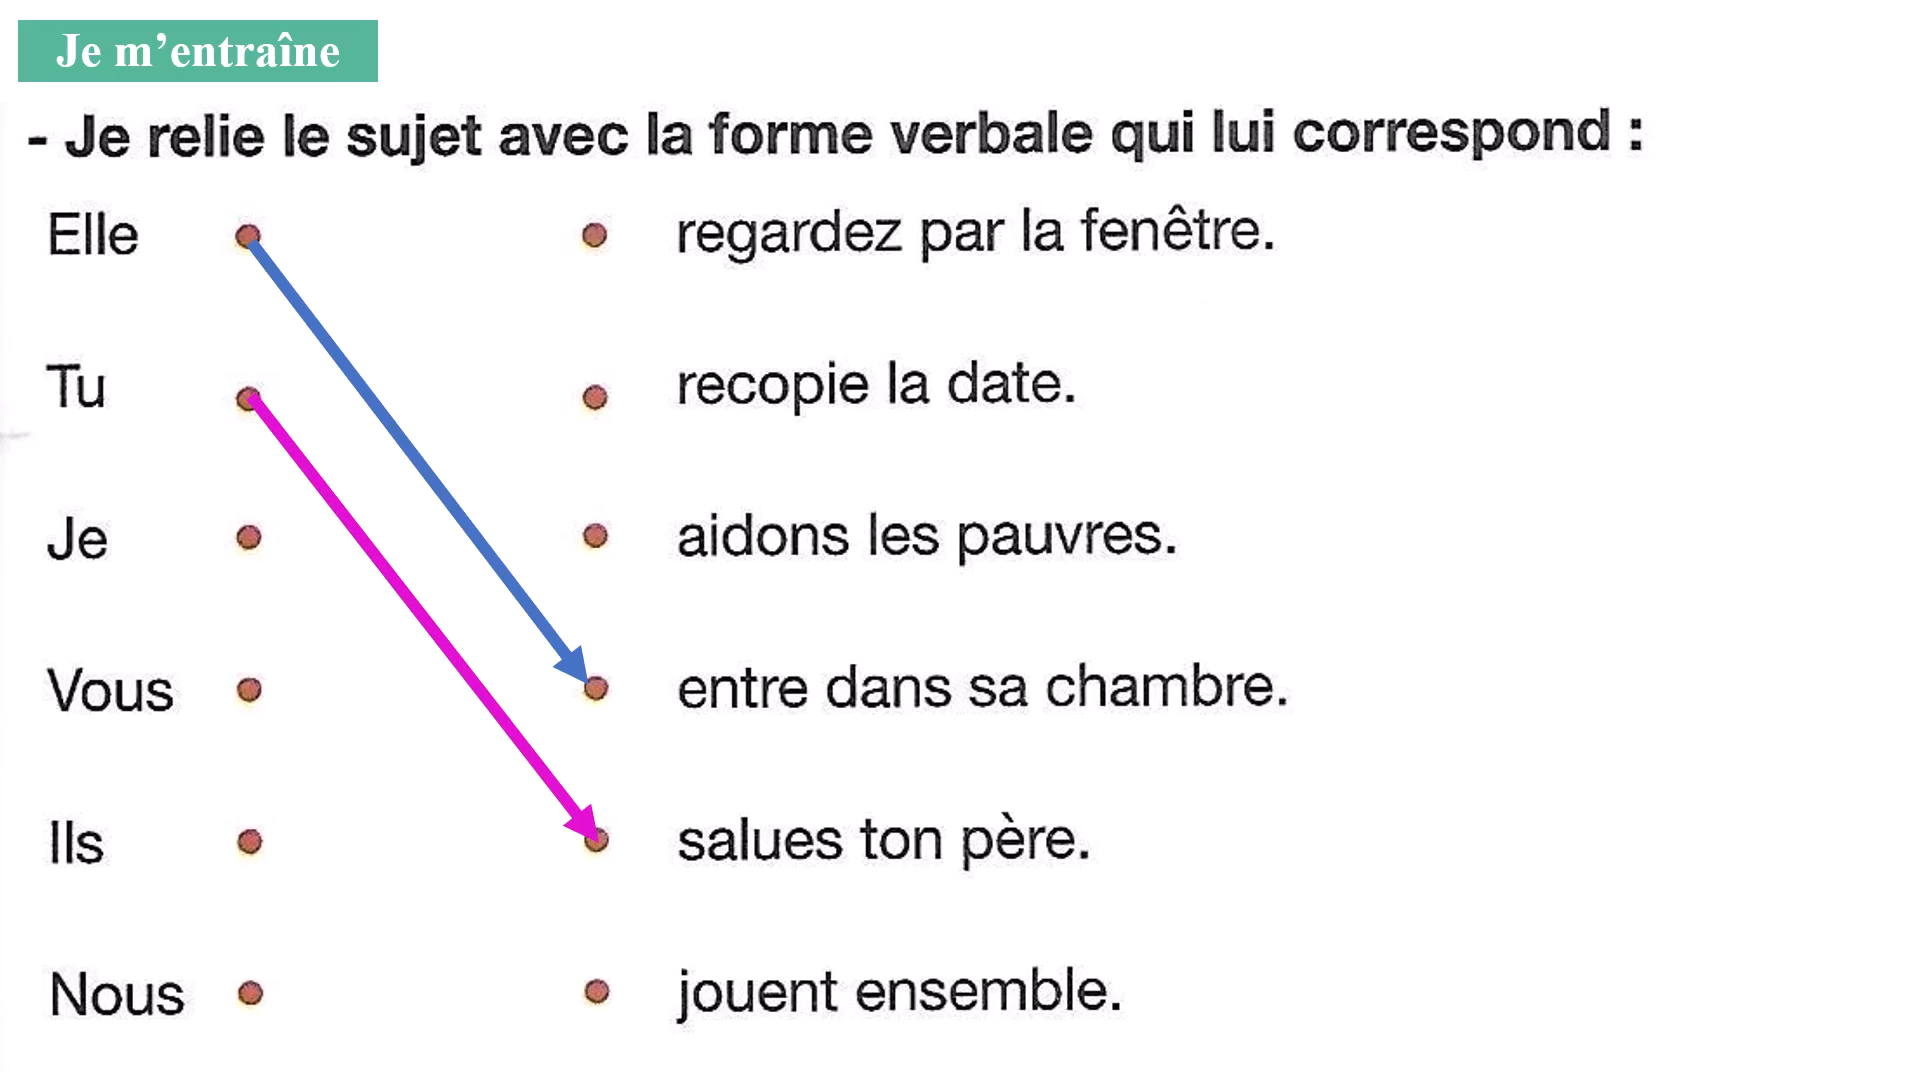 Je m’entraîne
- Je relie le sujet avec la forme verbale qui lui correspond :
Elle regardez par la fenêtre.
Tu recopie la date.
Je aidons les pauvres.
Vous entre dans sa chambre.
Ils salues ton père.
Nous jouent ensemble.